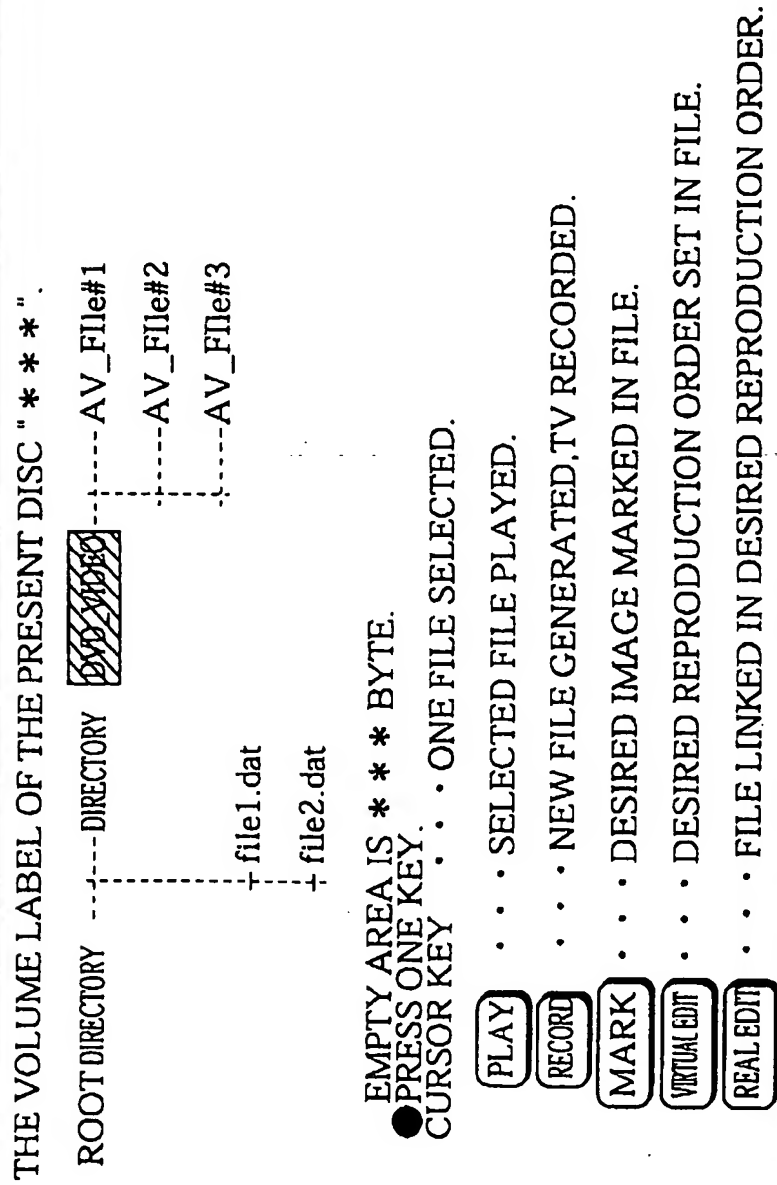 THE VOLUME LABEL OF THE PRESENT DISC "＊＊＊".
ROOT DIRECTORY -----DIRECTORY DVD_VIDEO ----AV_FIle#1
----AV_FIle#2
----AV_FIle#3
file1.dat
file2.dat
EMPTY AREA IS ＊＊＊ BYTE.
●PRESS ONE KEY.
CURSOR KEY ・・・ONE FILE SELECTED.
PLAY ・・・SELECTED FILE PLAYED.
RECORD ・・・NEW FILE GENERATED,TV RECORDED.
MARK ・・・DESIRED IMAGE MARKED IN FILE.
VIRTUAL EDIT ・・・DESIRED REPRODUCTION ORDER SET IN FILE.
REAL EDIT ・・・FILE LINKED IN DESIRED REPRODUCTION ORDER.